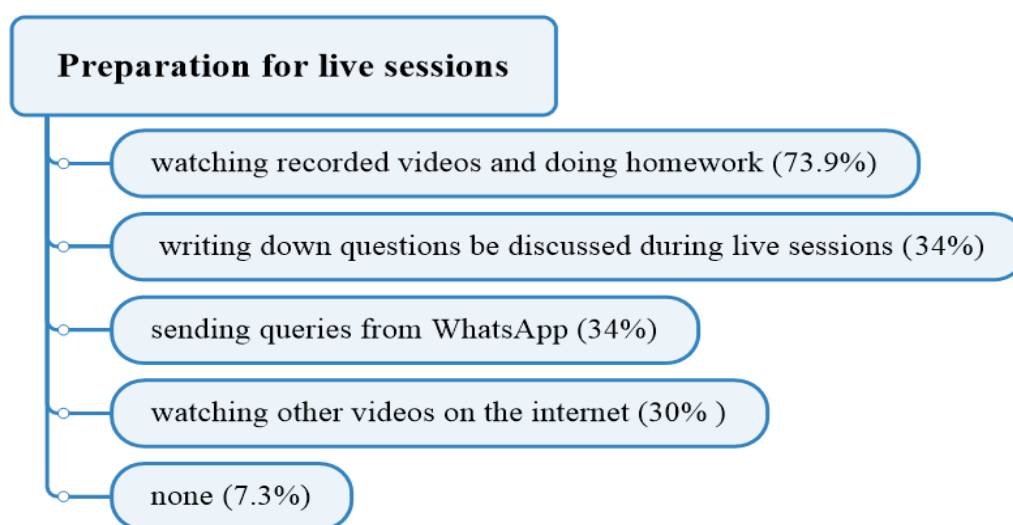 Preparation for live sessions
watching recorded videos and doing homework (73.9%)
writing down questions be discussed during live sessions (34%)
sending queries from WhatsApp (34%)
watching other videos on the internet (30% )
none (7.3%)